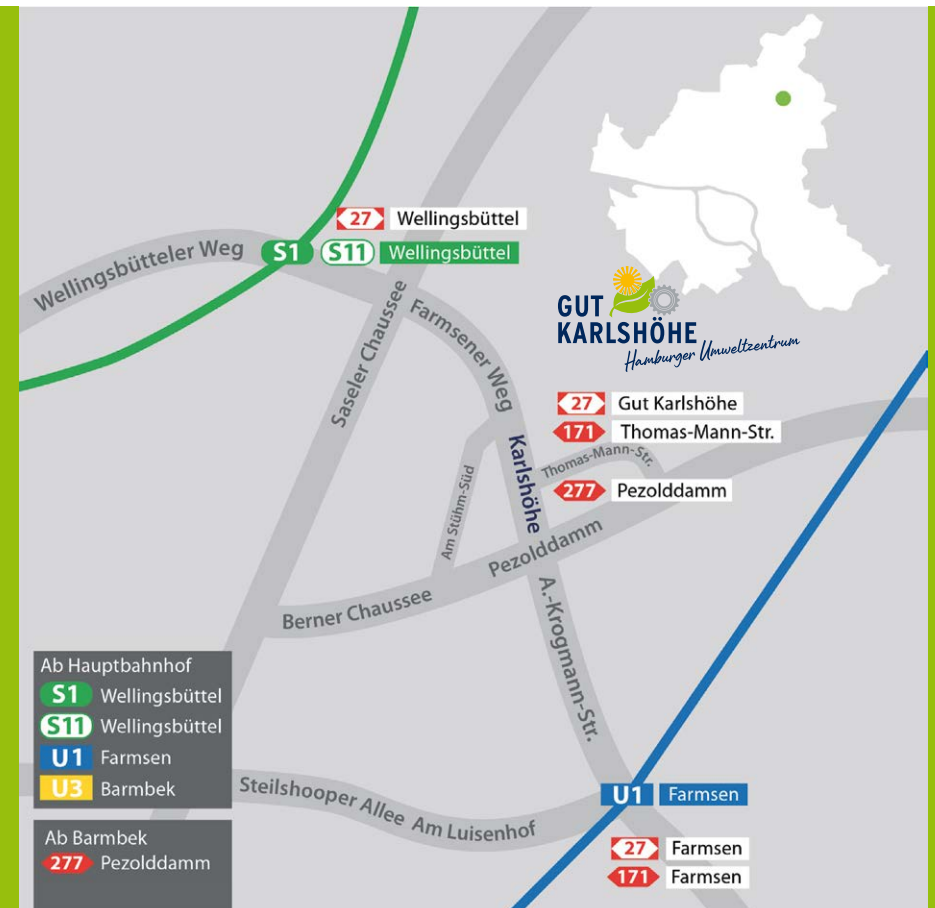 27 Wellingsbüttel
Wellingsbütteler Weg
S1 S11 Wellingsbüttel
Saseler Chaussee
Farmsener Weg
GUT
KARLSHÖHE
Hamburger Umweltzentrum
27 Gut Karlshöhe
171 Thomas-Mann-Str.
Karlshöhe
Thomas-Mann-Str.
277 Pezolddamm
Am Stühm-Süd
Pezolddamm
Berner Chaussee
A.-Krogmann-Str.
Ab Hauptbahnhof
S1 Wellingsbüttel
S11 Wellingsbüttel
U1 Farmsen
U3 Barmbek
Steilshooper Allee Am Luisenhof
U1 Farmsen
Ab Barmbek
277 Pezolddamm
27 Farmsen
171 Farmsen